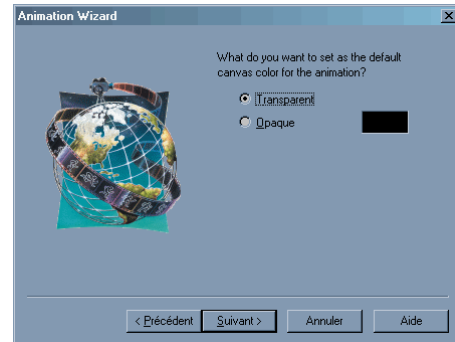 Animation Wizard
What do you want to set as the default
canvas color for the animation?
Transparent
Opaque
< Précédent Suivant > Annuler Aide